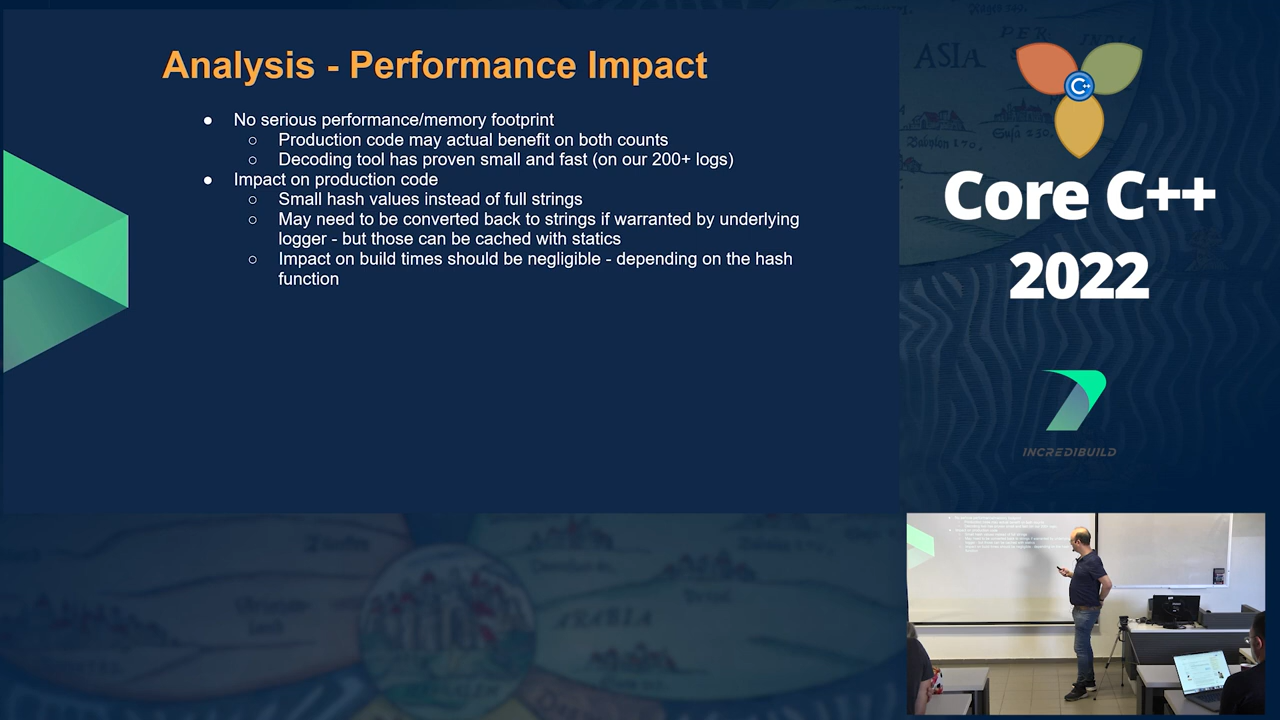 Analysis - Performance Impact
● No serious performance/memory footprint
○ Production code may actual benefit on both counts
○ Decoding tool has proven small and fast (on our 200+ logs)
● Impact on production code
○ Small hash values instead of full strings
○ May need to be converted back to strings if warranted by underlying
logger - but those can be cached with statics
○ Impact on build times should be negligible - depending on the hash
function
ASIA
PER
INDIA
C++
Core C++
2022
INCREDIBUILD
ARABIA